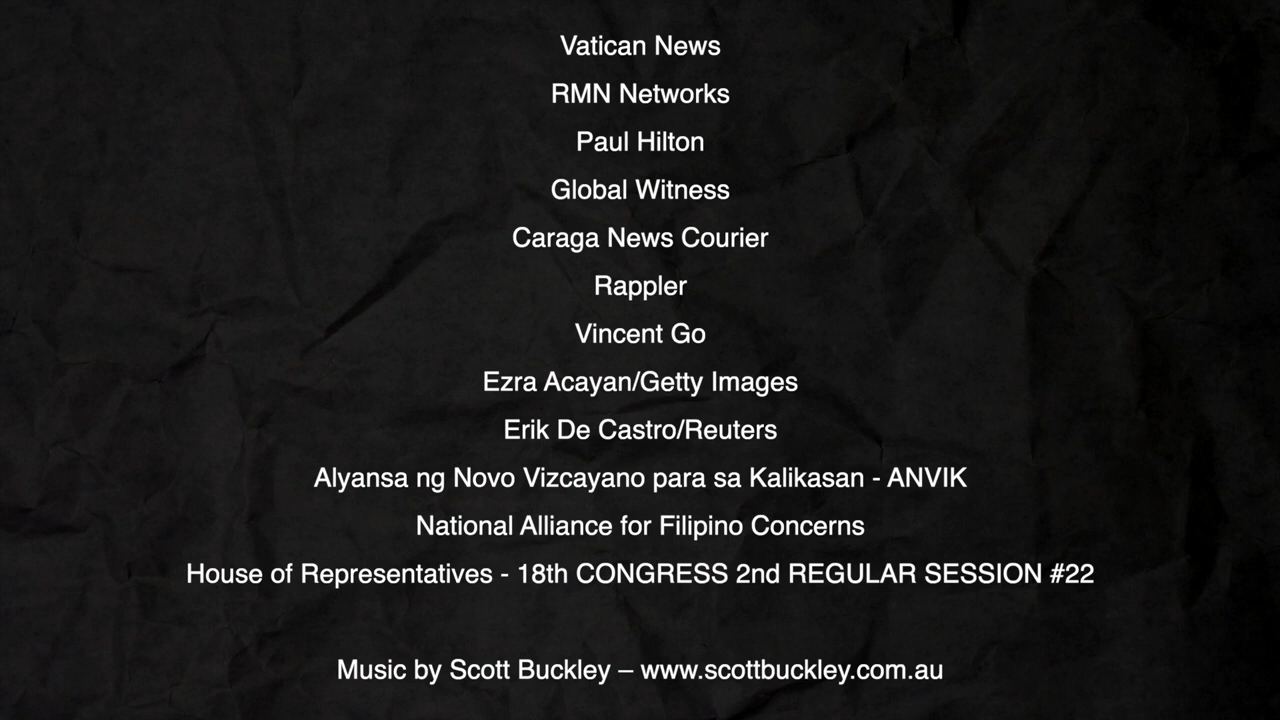 Vatican News
RMN Networks
Paul Hilton
Global Witness
Caraga News Courier
Rappler
Vincent Go
Ezra Acayan/Getty Images
Erik De Castro/Reuters
Alyansa ng Novo Vizcayano para sa Kalikasan - ANVIK
National Alliance for Filipino Concerns
House of Representatives - 18th CONGRESS 2nd REGULAR SESSION #22
Music by Scott Buckley – www.scottbuckley.com.au